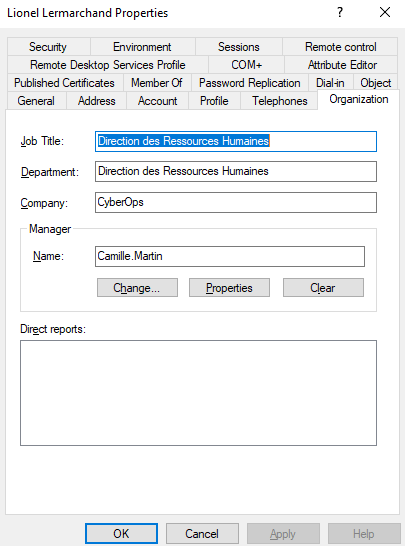 Lionel Lermarchand Properties ? ×
Security Environment Sessions Remote control
Remote Desktop Services Profile COM+ Attribute Editor
Published Certificates Member Of Password Replication Dial-in Object
General Address Account Profile Telephones Organization
Job Title: Direction des Ressources Humaines
Department: Direction des Ressources Humaines
Company: CyberOps
Manager
Name: Camille.Martin
Change... Properties Clear
Direct reports:
OK Cancel Apply Help